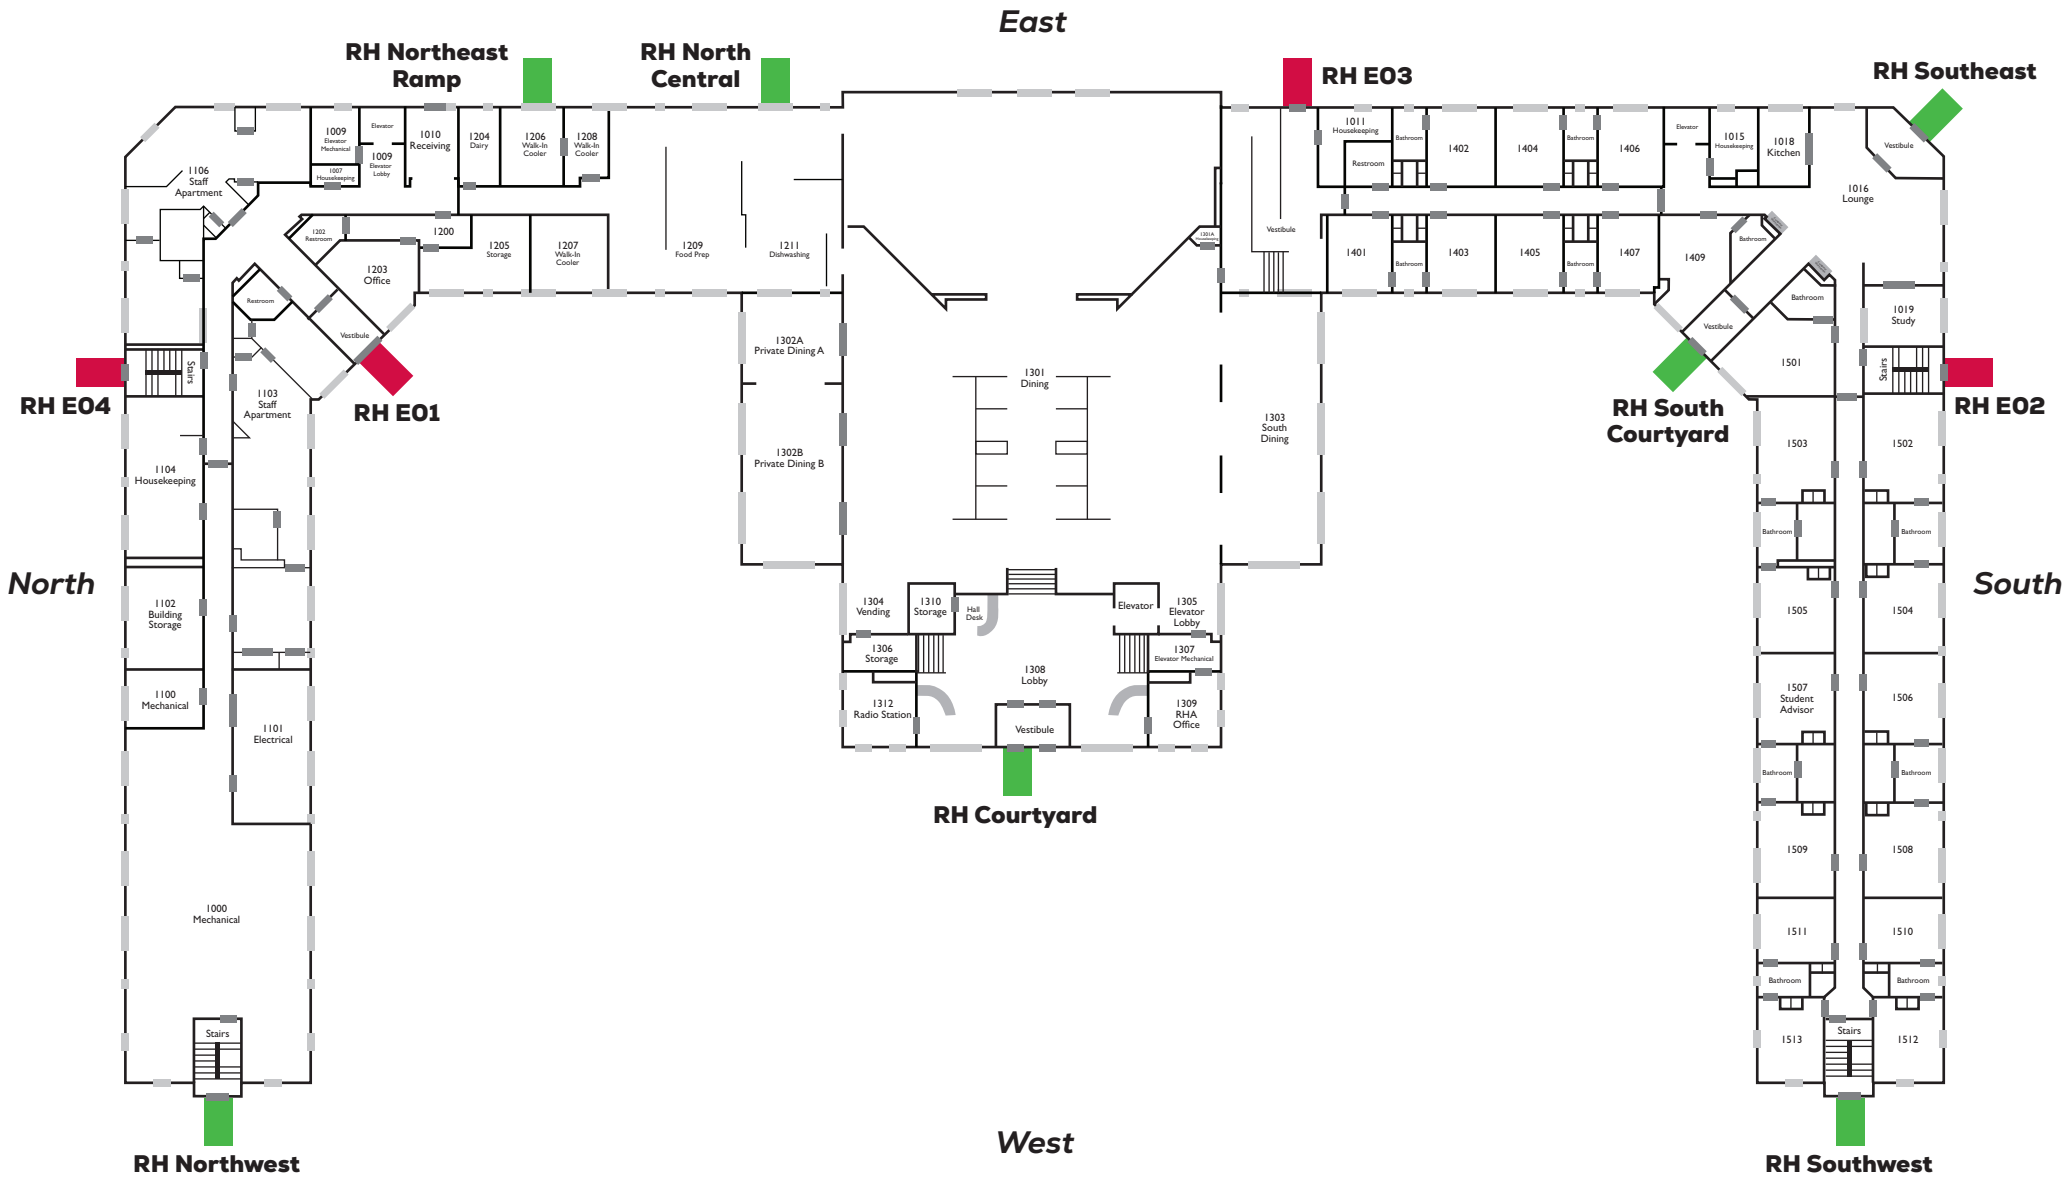 East
RH Northeast
Ramp
RH North
Central
RH E03
RH Southeast
1106
Staff
Apartment
1009
Elevator
Mechanical
1007
Housekeeping
Elevator
1009
Elevator
Lobby
1010
Receiving
1204
Dairy
1206
Walk-In
Cooler
1208
Walk-In
Cooler
1202
Restroom
1200
1203
Office
1205
Storage
1207
Walk-In
Cooler
1209
Food Prep
1211
Dishwashing
1301A
Housekeeping
Vestibule
1011
Housekeeping
Restroom
Bathroom
1402
1404
Bathroom
1406
Elevator
1015
Housekeeping
1018
Kitchen
Vestibule
1016
Lounge
1401
Bathroom
1403
1405
Bathroom
1407
1409
Bathroom
Vestibule
Bathroom
1501
1019
Study
Stairs
Restroom
Vestibule
Stairs
RH E04
RH E01
1103
Staff
Apartment
1104
Housekeeping
1102
Building
Storage
1100
Mechanical
1101
Electrical
1000
Mechanical
Stairs
RH Northwest
North
1302A
Private Dining A
1302B
Private Dining B
1301
Dining
1303
South
Dining
1304
Vending
1310
Storage
Hall
Desk
Elevator
1305
Elevator
Lobby
1306
Storage
1307
Elevator Mechanical
1308
Lobby
1312
Radio Station
Vestibule
1309
RHA
Office
RH Courtyard
West
RH South
Courtyard
RH E02
South
1503
1502
Bathroom
Bathroom
1505
1504
1507
Student
Advisor
1506
Bathroom
Bathroom
1509
1508
1511
1510
Bathroom
Bathroom
1513
Stairs
1512
RH Southwest